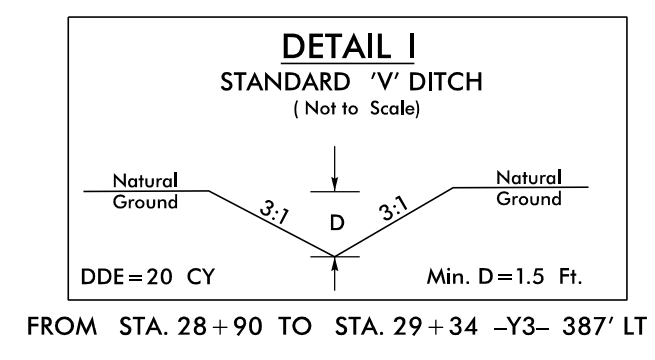 DETAIL 1
STANDARD 'V' DITCH
( Not to Scale)
Natural
Ground
3:1
D
3:1
Natural
Ground
DDE=20 CY
Min. D=1.5 Ft.
FROM STA. 28+90 TO STA. 29+34 -Y3- 387' LT